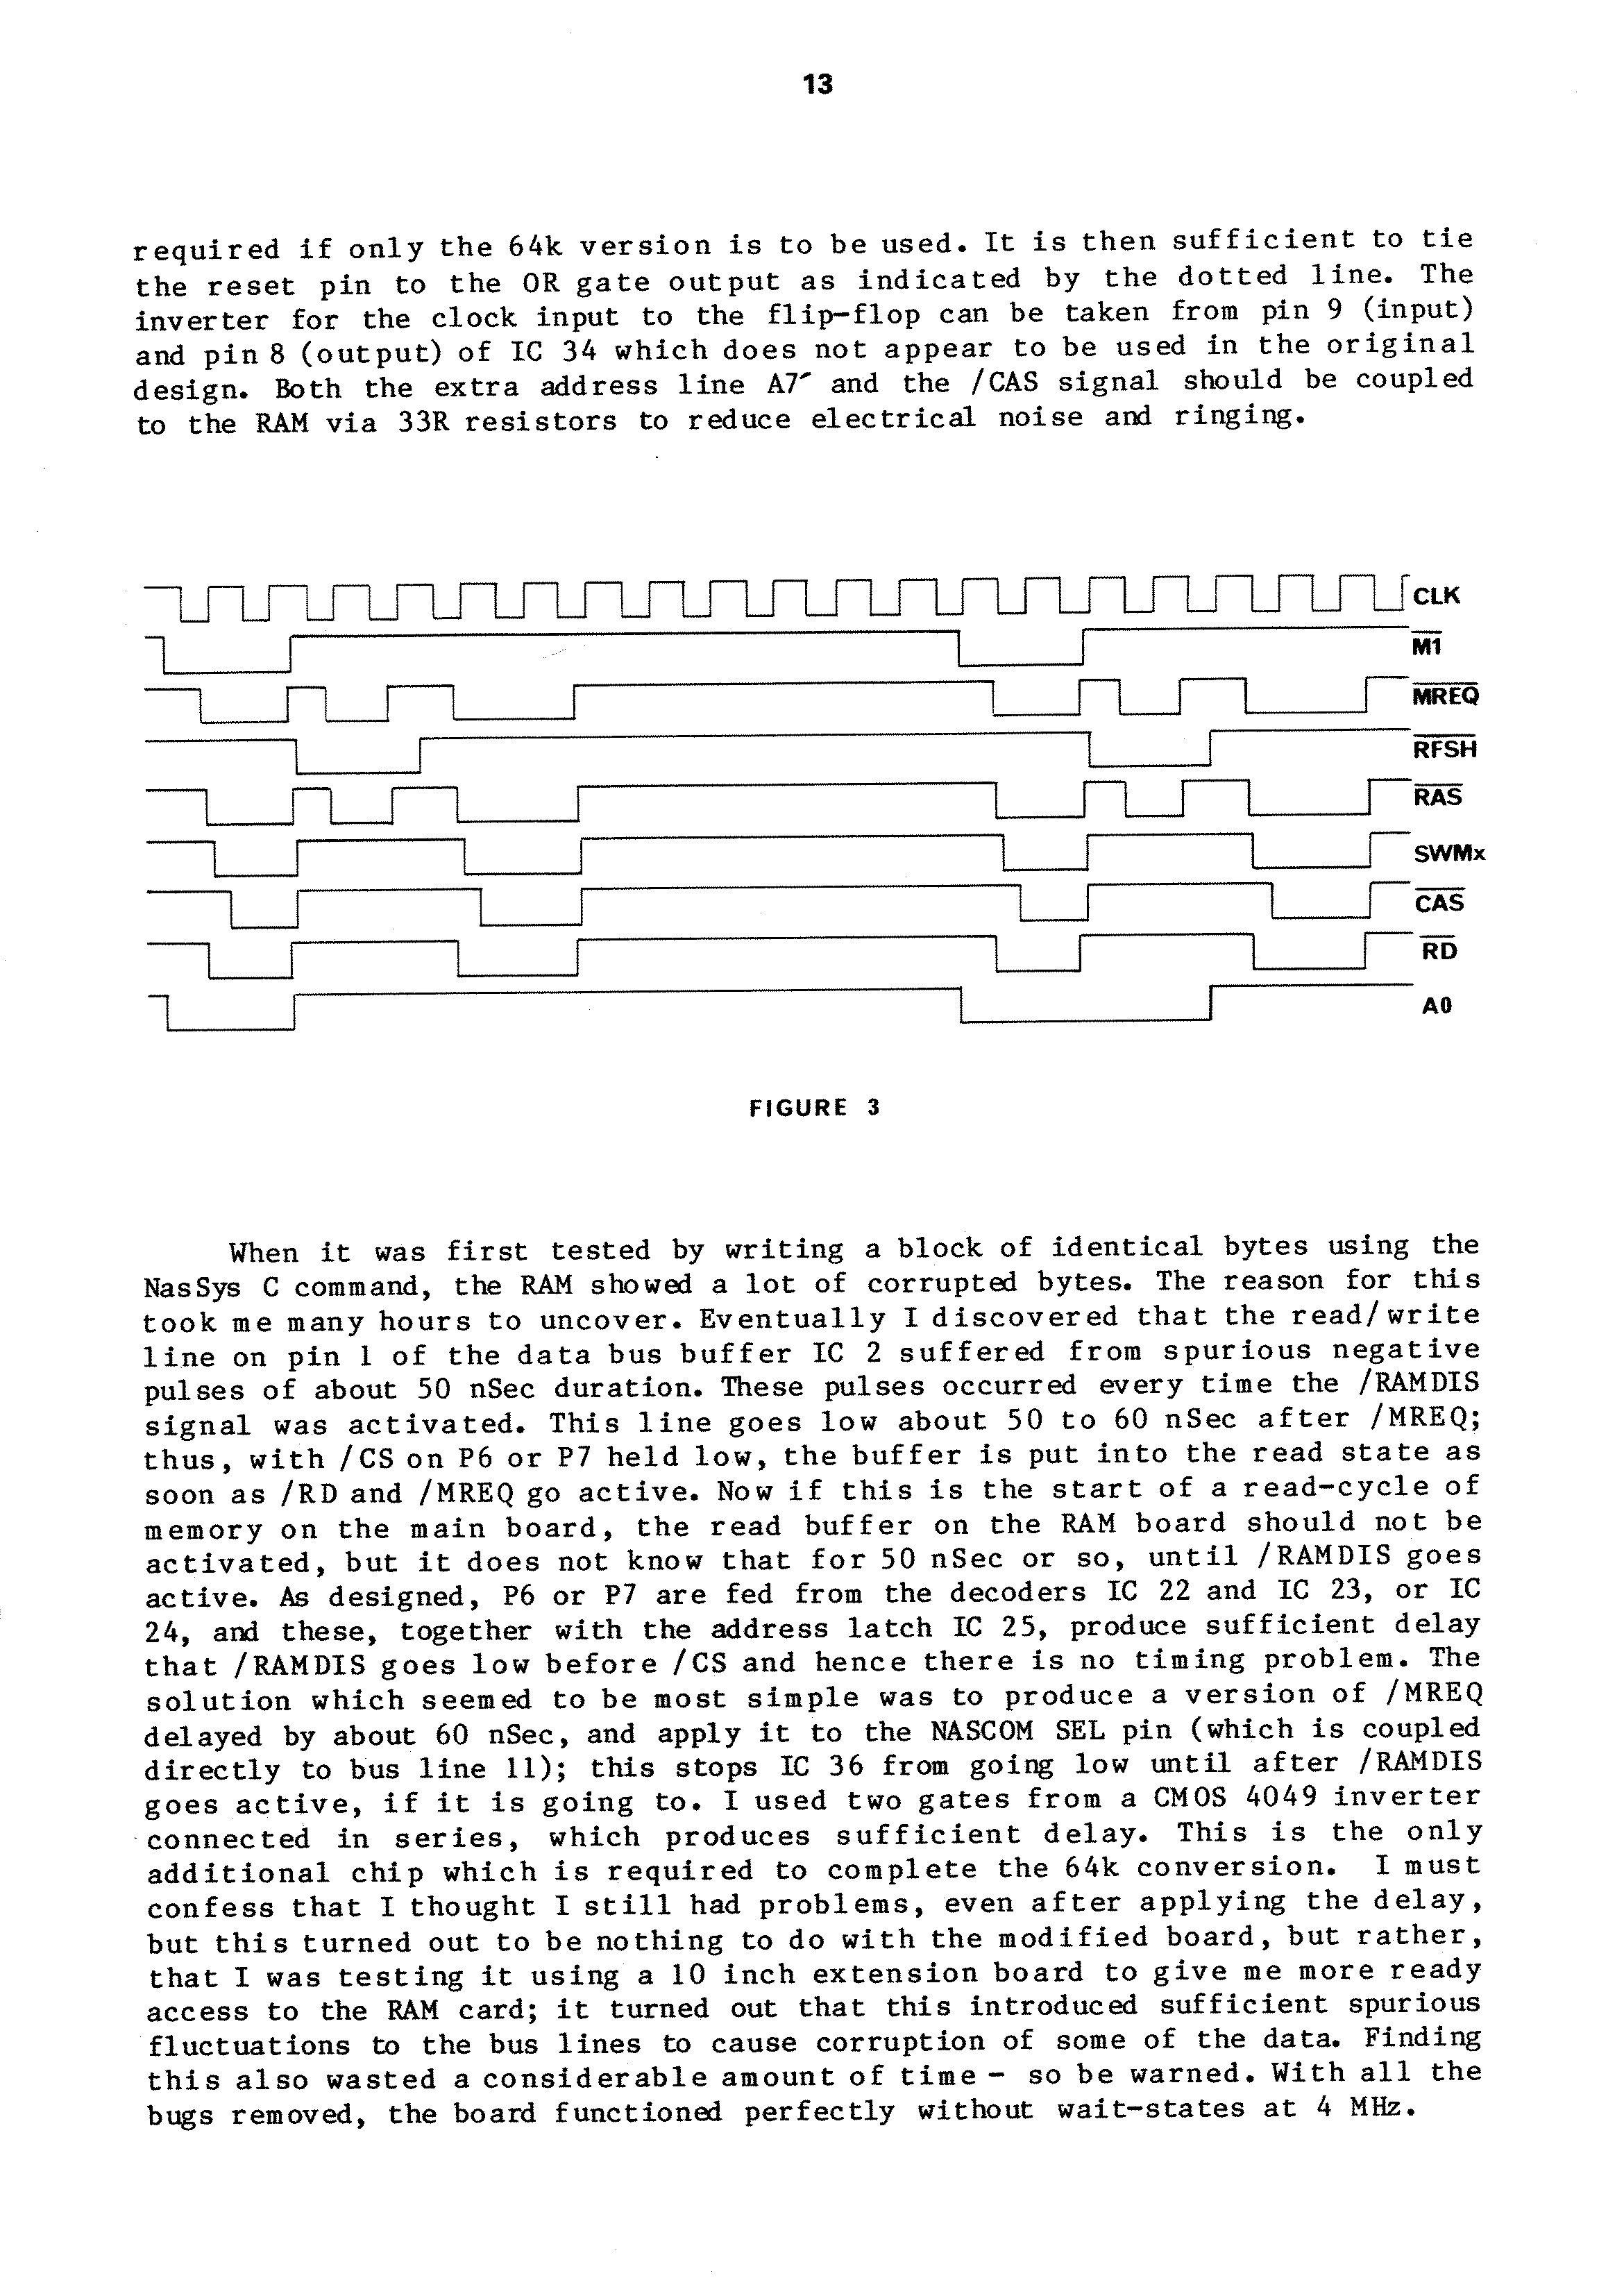 13
required if only the 64k version is to be used. It is then sufficient to tie
the reset pin to the OR gate output as indicated by the dotted line. The
inverter for the clock input to the flip-flop can be taken from pin 9 (input)
and pin 8 (output) of IC 34 which does not appear to be used in the original
design. Both the extra address line A7´ and the /CAS signal should be coupled
to the RAM via 33R resistors to reduce electrical noise and ringing.
CLK
M1
MREQ
RFSH
RAS
SWMx
CAS
RD
A0
FIGURE 3
When it was first tested by writing a block of identical bytes using the
NasSys C command, the RAM showed a lot of corrupted bytes. The reason for this
took me many hours to uncover. Eventually I discovered that the read/write
line on pin 1 of the data bus buffer IC 2 suffered from spurious negative
pulses of about 50 nSec duration. These pulses occurred every time the /RAMDIS
signal was activated. This line goes low about 50 to 60 nSec after /MREQ;
thus, with /CS on P6 or P7 held low, the buffer is put into the read state as
soon as /RD and /MREQ go active. Now if this is the start of a read-cycle of
memory on the main board, the read buffer on the RAM board should not be
activated, but it does not know that for 50 nSec or so, until /RAMDIS goes
active. As designed, P6 or P7 are fed from the decoders IC 22 and IC 23, or IC
24, and these, together with the address latch IC 25, produce sufficient delay
that /RAMDIS goes low before /CS and hence there is no timing problem. The
solution which seemed to be most simple was to produce a version of /MREQ
delayed by about 60 nSec, and apply it to the NASCOM SEL pin (which is coupled
directly to bus line 11); this stops IC 36 from going low until after /RAMDIS
goes active, if it is going to. I used two gates from a CMOS 4049 inverter
connected in series, which produces sufficient delay. This is the only
additional chip which is required to complete the 64k conversion. I must
confess that I thought I still had problems, even after applying the delay,
but this turned out to be nothing to do with the modified board, but rather,
that I was testing it using a 10 inch extension board to give me more ready
access to the RAM card; it turned out that this introduced sufficient spurious
fluctuations to the bus lines to cause corruption of some of the data. Finding
this also wasted a considerable amount of time - so be warned. With all the
bugs removed, the board functioned perfectly without wait-states at 4 MHz.